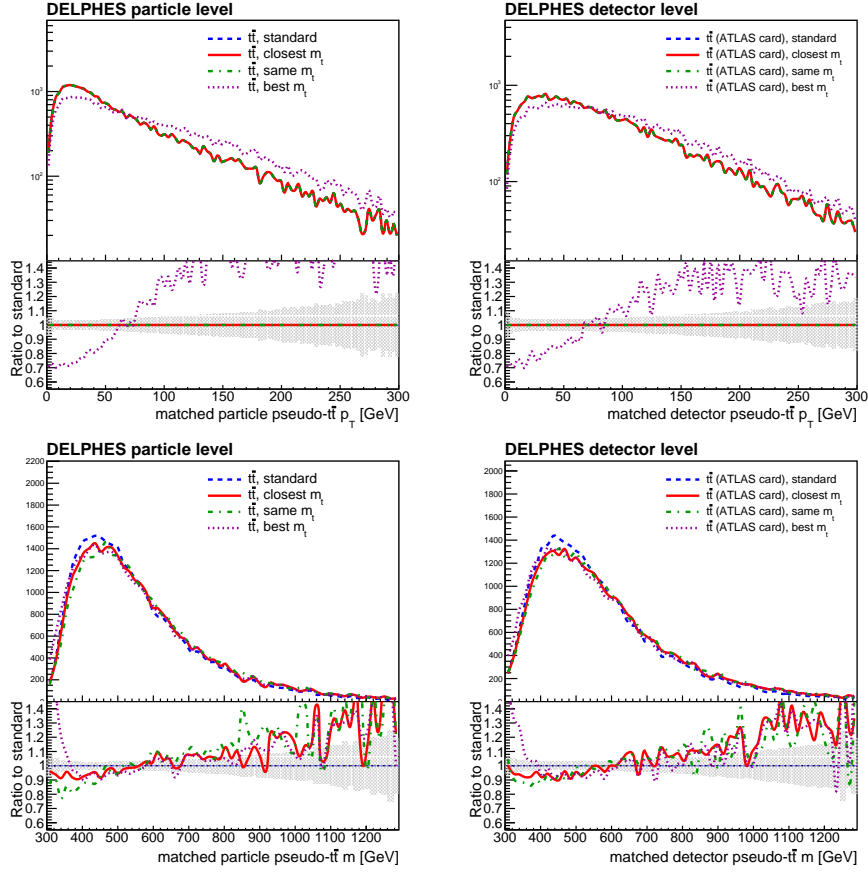 DELPHES particle level
tt̄, standard
tt̄, closest m_t
tt̄, same m_t
tt̄, best m_t
10³
10²
Ratio to standard
1.4
1.3
1.2
1.1
1
0.9
0.8
0.7
0.6
0 50 100 150 200 250 300
matched particle pseudo-tt̄ p_T [GeV]
DELPHES detector level
tt̄ (ATLAS card), standard
tt̄ (ATLAS card), closest m_t
tt̄ (ATLAS card), same m_t
tt̄ (ATLAS card), best m_t
10³
10²
Ratio to standard
1.4
1.3
1.2
1.1
1
0.9
0.8
0.7
0.6
0 50 100 150 200 250 300
matched detector pseudo-tt̄ p_T [GeV]
DELPHES particle level
tt̄, standard
tt̄, closest m_t
tt̄, same m_t
tt̄, best m_t
2200
2000
1800
1600
1400
1200
1000
800
600
400
200
Ratio to standard
1.4
1.3
1.2
1.1
1
0.9
0.8
0.7
0.6
300 400 500 600 700 800 900 1000 1100 1200
matched particle pseudo-tt̄ m [GeV]
DELPHES detector level
tt̄ (ATLAS card), standard
tt̄ (ATLAS card), closest m_t
tt̄ (ATLAS card), same m_t
tt̄ (ATLAS card), best m_t
2000
1800
1600
1400
1200
1000
800
600
400
200
Ratio to standard
1.4
1.3
1.2
1.1
1
0.9
0.8
0.7
0.6
300 400 500 600 700 800 900 1000 1100 1200
matched detector pseudo-tt̄ m [GeV]